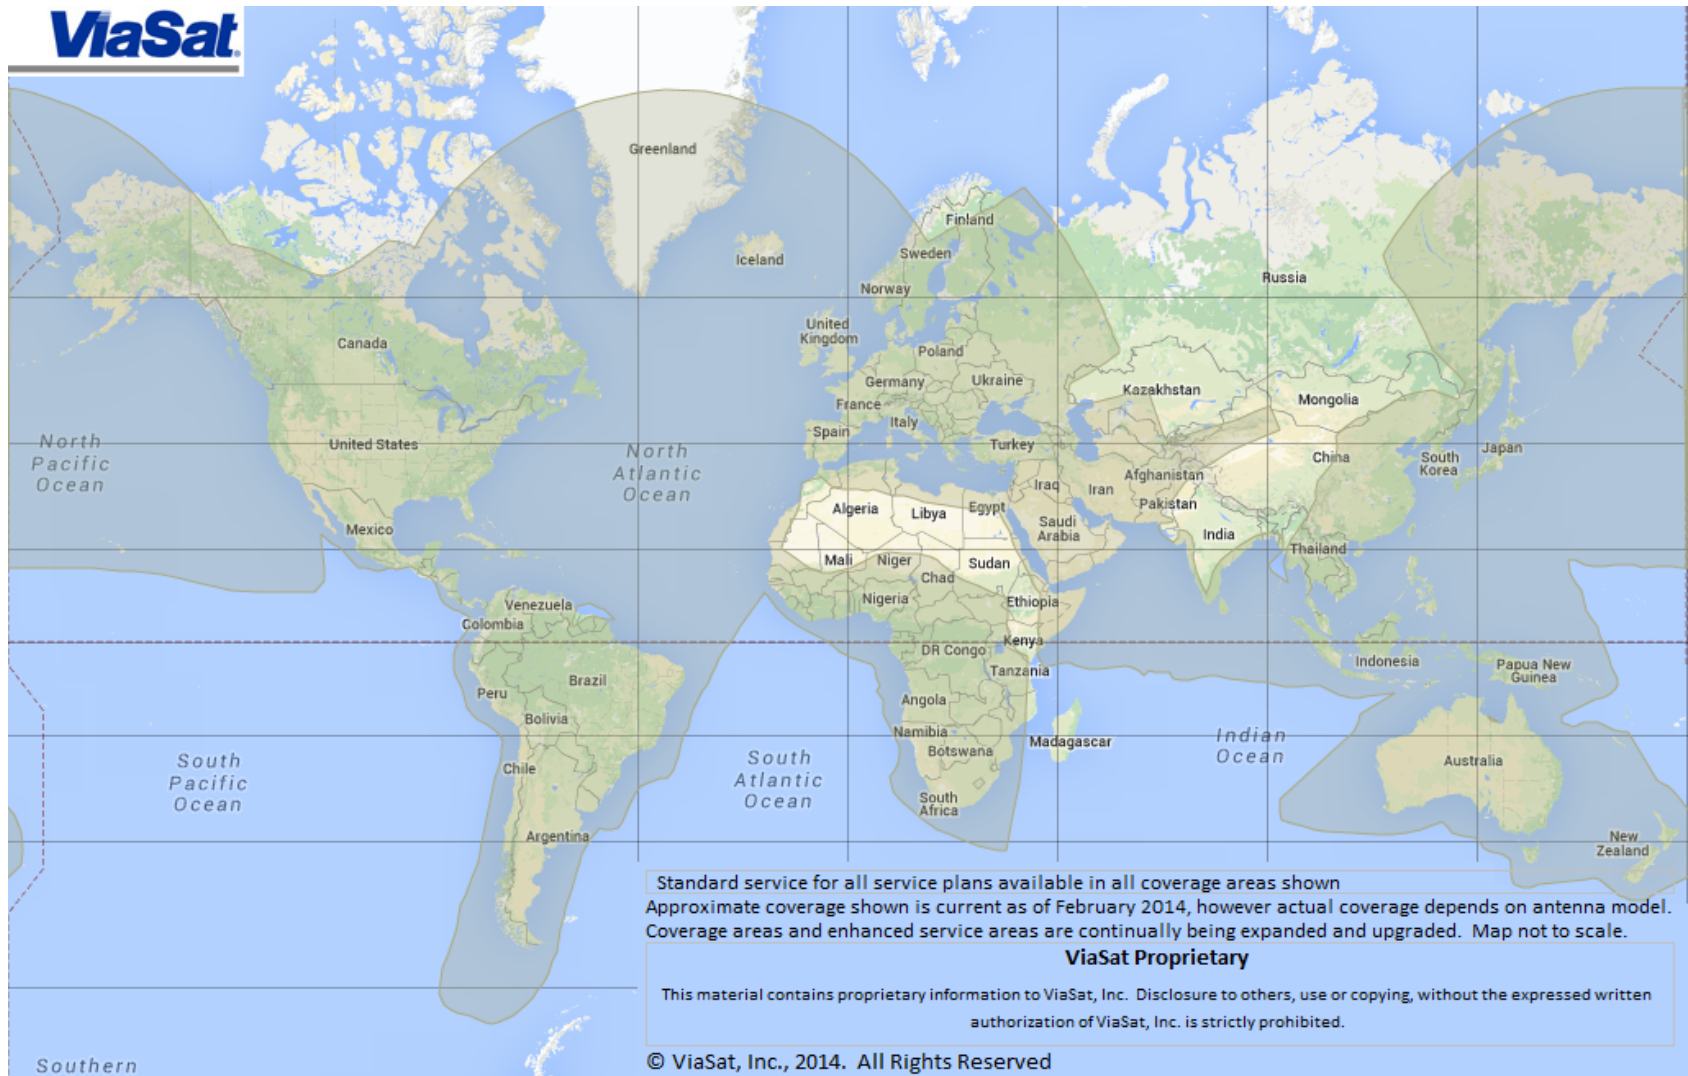 ViaSat
Greenland
Finland
Iceland
Sweden
Russia
Norway
United
Kingdom
Canada
Poland
Germany
Ukraine
Kazakhstan
Mongolia
France
Italy
Spain
North
Pacific
Ocean
United States
North
Atlantic
Ocean
Turkey
China
South
Korea
Japan
Afghanistan
Iraq
Iran
Pakistan
Algeria
Libya
Egypt
Saudi
Arabia
India
Mexico
Thailand
Mali
Niger
Sudan
Chad
Nigeria
Ethiopia
Venezuela
Colombia
Kenya
DR Congo
Indonesia
Papua New
Guinea
Tanzania
Brazil
Peru
Angola
Bolivia
Namibia
Botswana
Madagascar
Indian
Ocean
South
Pacific
Ocean
Chile
South
Atlantic
Ocean
Australia
South
Africa
Argentina
New
Zealand
Standard service for all service plans available in all coverage areas shown
Approximate coverage shown is current as of February 2014, however actual coverage depends on antenna model.
Coverage areas and enhanced service areas are continually being expanded and upgraded. Map not to scale.
ViaSat Proprietary
This material contains proprietary information to ViaSat, Inc. Disclosure to others, use or copying, without the expressed written
authorization of ViaSat, Inc. is strictly prohibited.
© ViaSat, Inc., 2014. All Rights Reserved
Southern